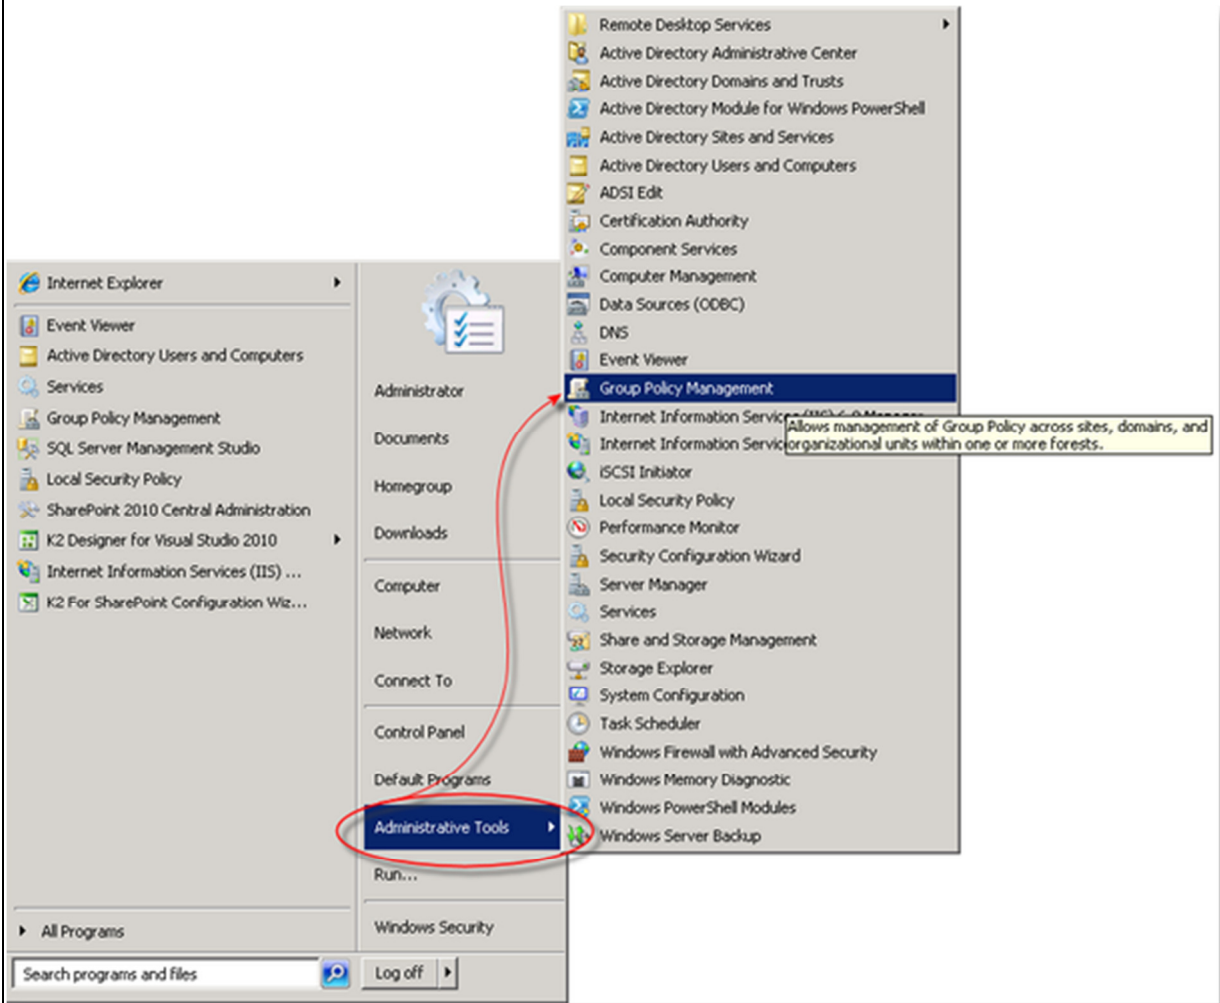 Remote Desktop Services
Active Directory Administrative Center
Active Directory Domains and Trusts
Active Directory Module for Windows PowerShell
Active Directory Sites and Services
Active Directory Users and Computers
ADSI Edit
Certification Authority
Component Services
Computer Management
Data Sources (ODBC)
DNS
Event Viewer
Group Policy Management
Internet Information Services (IIS) 6.0 Manager
Internet Information Servic
Allows management of Group Policy across sites, domains, and
organizational units within one or more forests.
iSCSI Initiator
Local Security Policy
Performance Monitor
Security Configuration Wizard
Server Manager
Services
Share and Storage Management
Storage Explorer
System Configuration
Task Scheduler
Windows Firewall with Advanced Security
Windows Memory Diagnostic
Windows PowerShell Modules
Windows Server Backup
Internet Explorer
Event Viewer
Active Directory Users and Computers
Services
Group Policy Management
SQL Server Management Studio
Local Security Policy
SharePoint 2010 Central Administration
K2 Designer for Visual Studio 2010
Internet Information Services (IIS) ...
K2 For SharePoint Configuration Wiz...
All Programs
Search programs and files
Administrator
Documents
Homegroup
Downloads
Computer
Network
Connect To
Control Panel
Default Programs
Administrative Tools
Run...
Windows Security
Log off